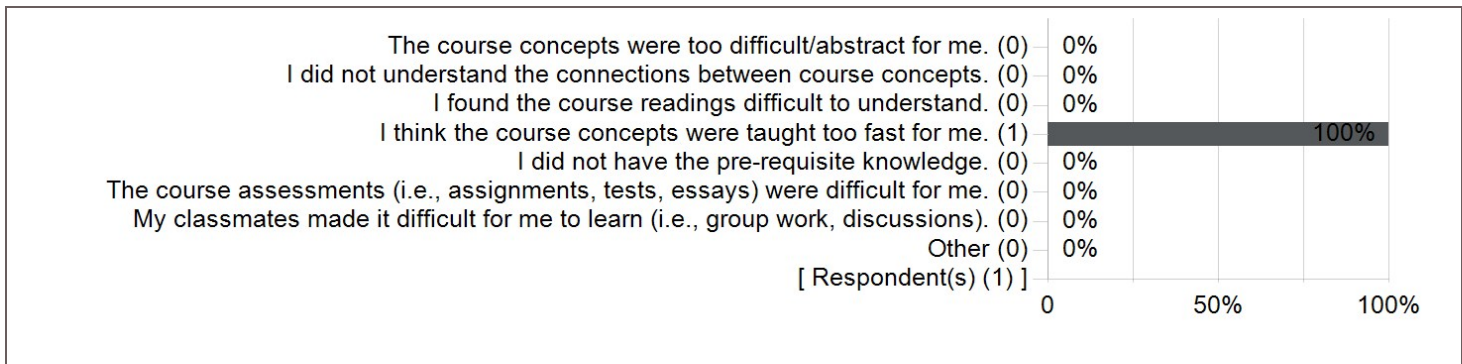 The course concepts were too difficult/abstract for me. (0) 0%
I did not understand the connections between course concepts. (0) 0%
I found the course readings difficult to understand. (0) 0%
I think the course concepts were taught too fast for me. (1) 100%
I did not have the pre-requisite knowledge. (0) 0%
The course assessments (i.e., assignments, tests, essays) were difficult for me. (0) 0%
My classmates made it difficult for me to learn (i.e., group work, discussions). (0) 0%
Other (0) 0%
[ Respondent(s) (1) ]
0 50% 100%